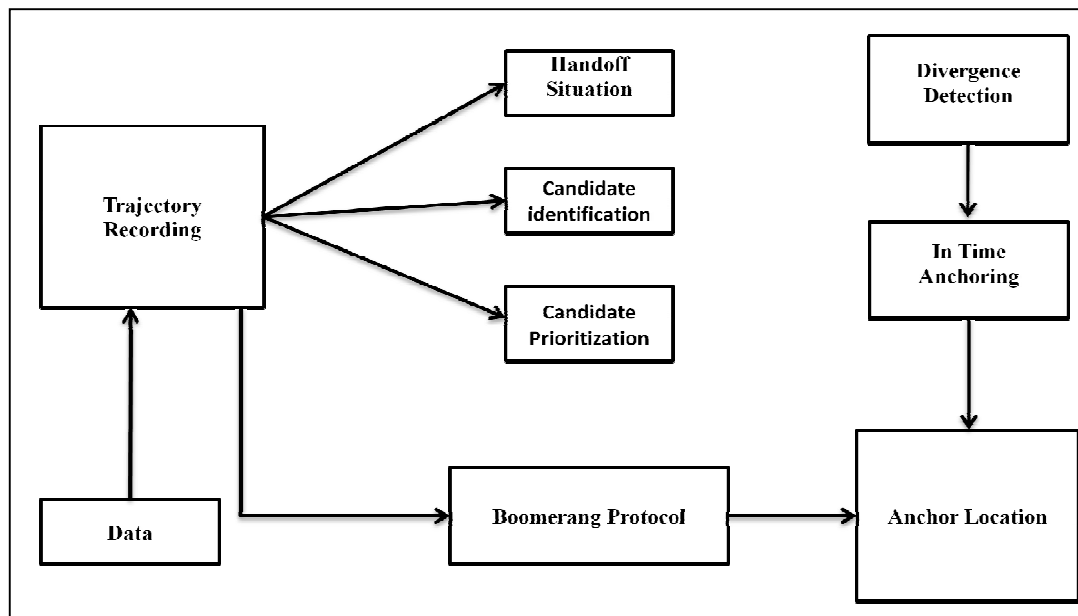 Handoff
Situation
Divergence
Detection
Trajectory
Recording
Candidate
identification
In Time
Anchoring
Candidate
Prioritization
Data
Boomerang Protocol
Anchor Location